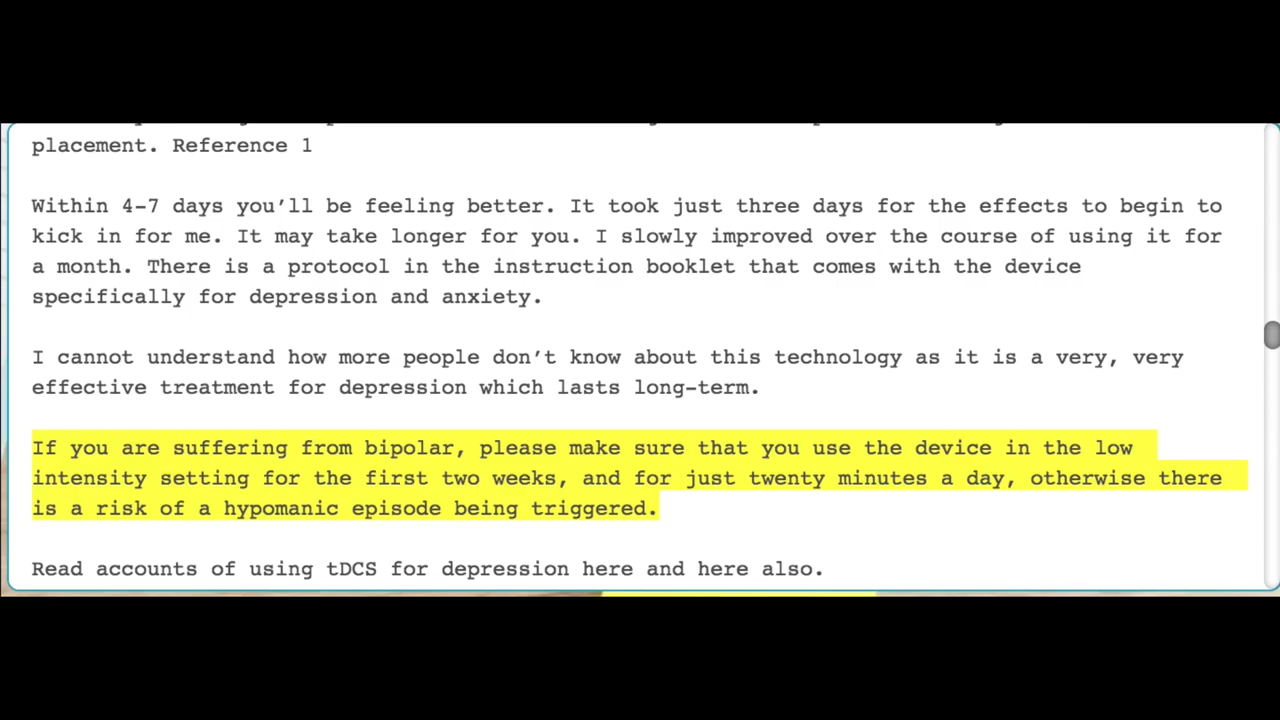 placement. Reference 1
Within 4-7 days you’ll be feeling better. It took just three days for the effects to begin to
kick in for me. It may take longer for you. I slowly improved over the course of using it for
a month. There is a protocol in the instruction booklet that comes with the device
specifically for depression and anxiety.
I cannot understand how more people don’t know about this technology as it is a very, very
effective treatment for depression which lasts long-term.
If you are suffering from bipolar, please make sure that you use the device in the low
intensity setting for the first two weeks, and for just twenty minutes a day, otherwise there
is a risk of a hypomanic episode being triggered.
Read accounts of using tDCS for depression here and here also.